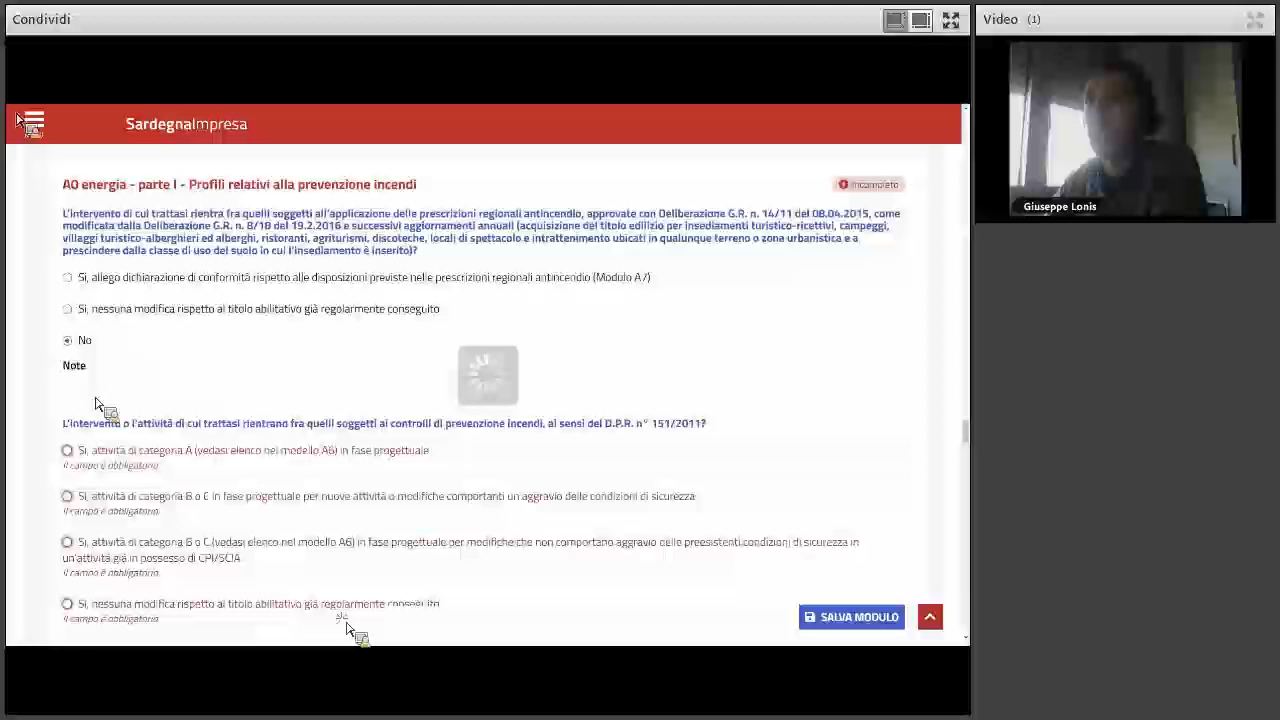 Condividi
Video (1)
SardegnaImpresa
A0 energia - parte I - Profili relativi alla prevenzione incendi
Incompleto
L'intervento di cui trattasi rientra fra quelli soggetti all'applicazione delle prescrizioni regionali antincendio, approvate con Deliberazione G.R. n. 14/11 del 08.04.2015, come
modificata dalla Deliberazione G.R. n. 8/18 del 19.2.2016 e successivi aggiornamenti annuali (acquisizione del titolo edilizio per insediamenti turistico-ricettivi, campeggi,
villaggi turistico-alberghieri ed alberghi, ristoranti, agriturismi, discoteche, locali di spettacolo e intrattenimento ubicati in qualunque terreno o zona urbanistica e a
prescindere dalla classe di uso del suolo in cui l'insediamento è inserito)?
Si, allego dichiarazione di conformità rispetto alle disposizioni previste nelle prescrizioni regionali antincendio (Modulo A7)
Si, nessuna modifica rispetto al titolo abilitativo già regolarmente conseguito
No
Note
L'intervento o l'attività di cui trattasi rientrano fra quelli soggetti ai controlli di prevenzione incendi, ai sensi del D.P.R. n° 151/2011?
Si, attività di categoria A (vedasi elenco nel modello A6) in fase progettuale
Il campo è obbligatorio.
Si, attività di categoria B o C in fase progettuale per nuove attività o modifiche comportanti un aggravio delle condizioni di sicurezza
Il campo è obbligatorio.
Si, attività di categoria B o C (vedasi elenco nel modello A6) in fase progettuale per modifiche che non comportano aggravio delle preesistenti condizioni di sicurezza in
un'attività già in possesso di CPI/SCIA
Il campo è obbligatorio.
Si, nessuna modifica rispetto al titolo abilitativo già regolarmente conseguito
Il campo è obbligatorio.
SALVA MODULO
Giuseppe Lonis